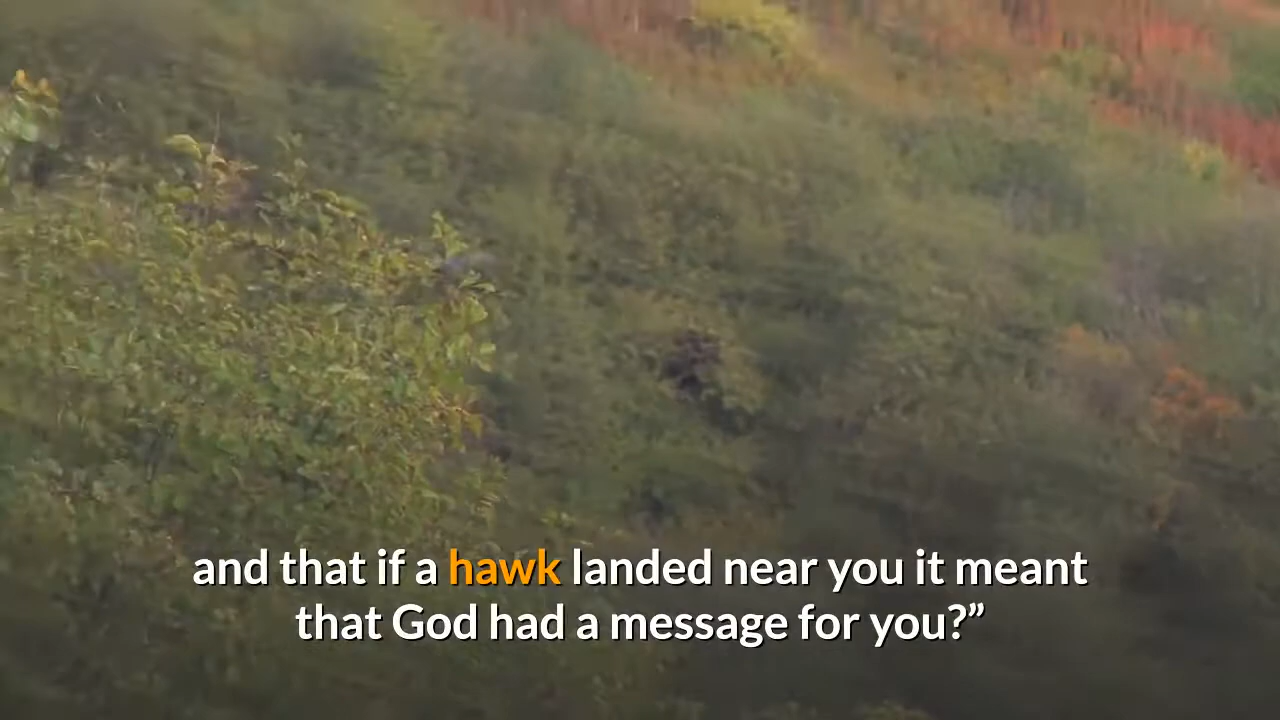 and that if a hawk landed near you it meant
that God had a message for you?”